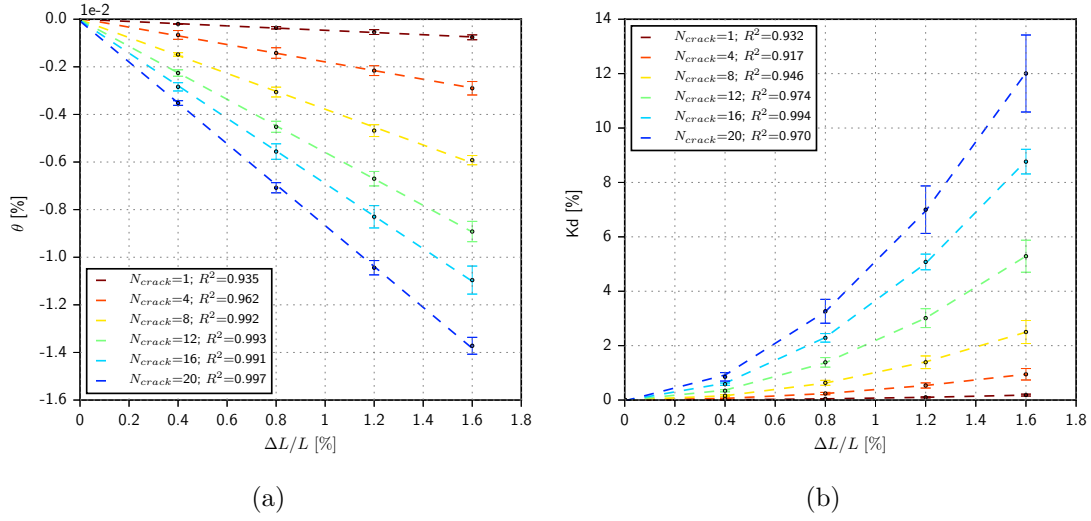 1e-2
0.0
-0.2
-0.4
-0.6
-0.8
-1.0
-1.2
-1.4
-1.6
θ [%]
0 0.2 0.4 0.6 0.8 1.0 1.2 1.4 1.6 1.8
ΔL/L [%]
N_crack=1; R²=0.935
N_crack=4; R²=0.962
N_crack=8; R²=0.992
N_crack=12; R²=0.993
N_crack=16; R²=0.991
N_crack=20; R²=0.997
(a)
14
12
10
8
6
4
2
0
Kd [%]
0 0.2 0.4 0.6 0.8 1.0 1.2 1.4 1.6 1.8
ΔL/L [%]
N_crack=1; R²=0.932
N_crack=4; R²=0.917
N_crack=8; R²=0.946
N_crack=12; R²=0.974
N_crack=16; R²=0.994
N_crack=20; R²=0.970
(b)